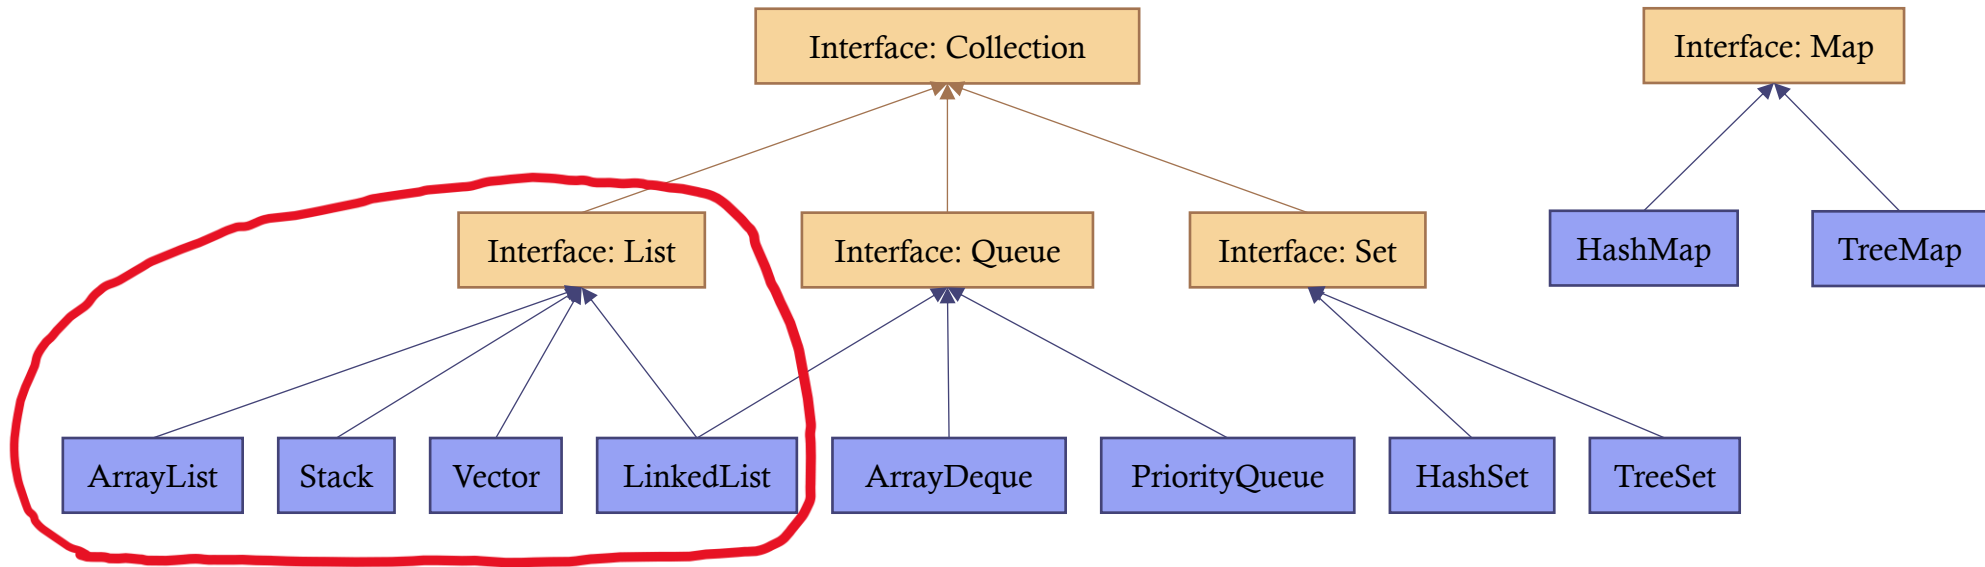 Interface: Collection
Interface: Map
Interface: List
Interface: Queue
Interface: Set
HashMap
TreeMap
ArrayList
Stack
Vector
LinkedList
ArrayDeque
PriorityQueue
HashSet
TreeSet